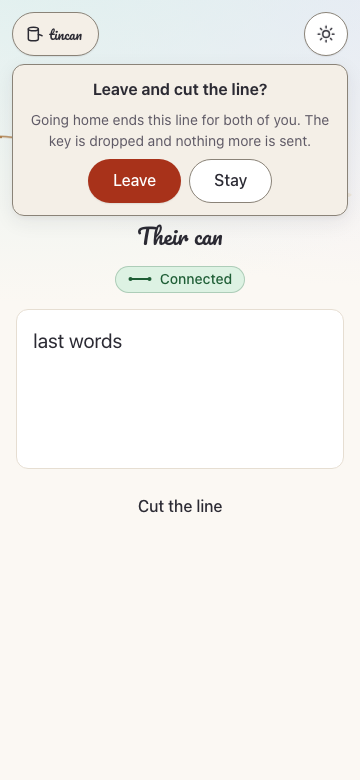 tincan
Leave and cut the line?
Going home ends this line for both of you. The
key is dropped and nothing more is sent.
Leave Stay
Their can
Connected
last words
Cut the line